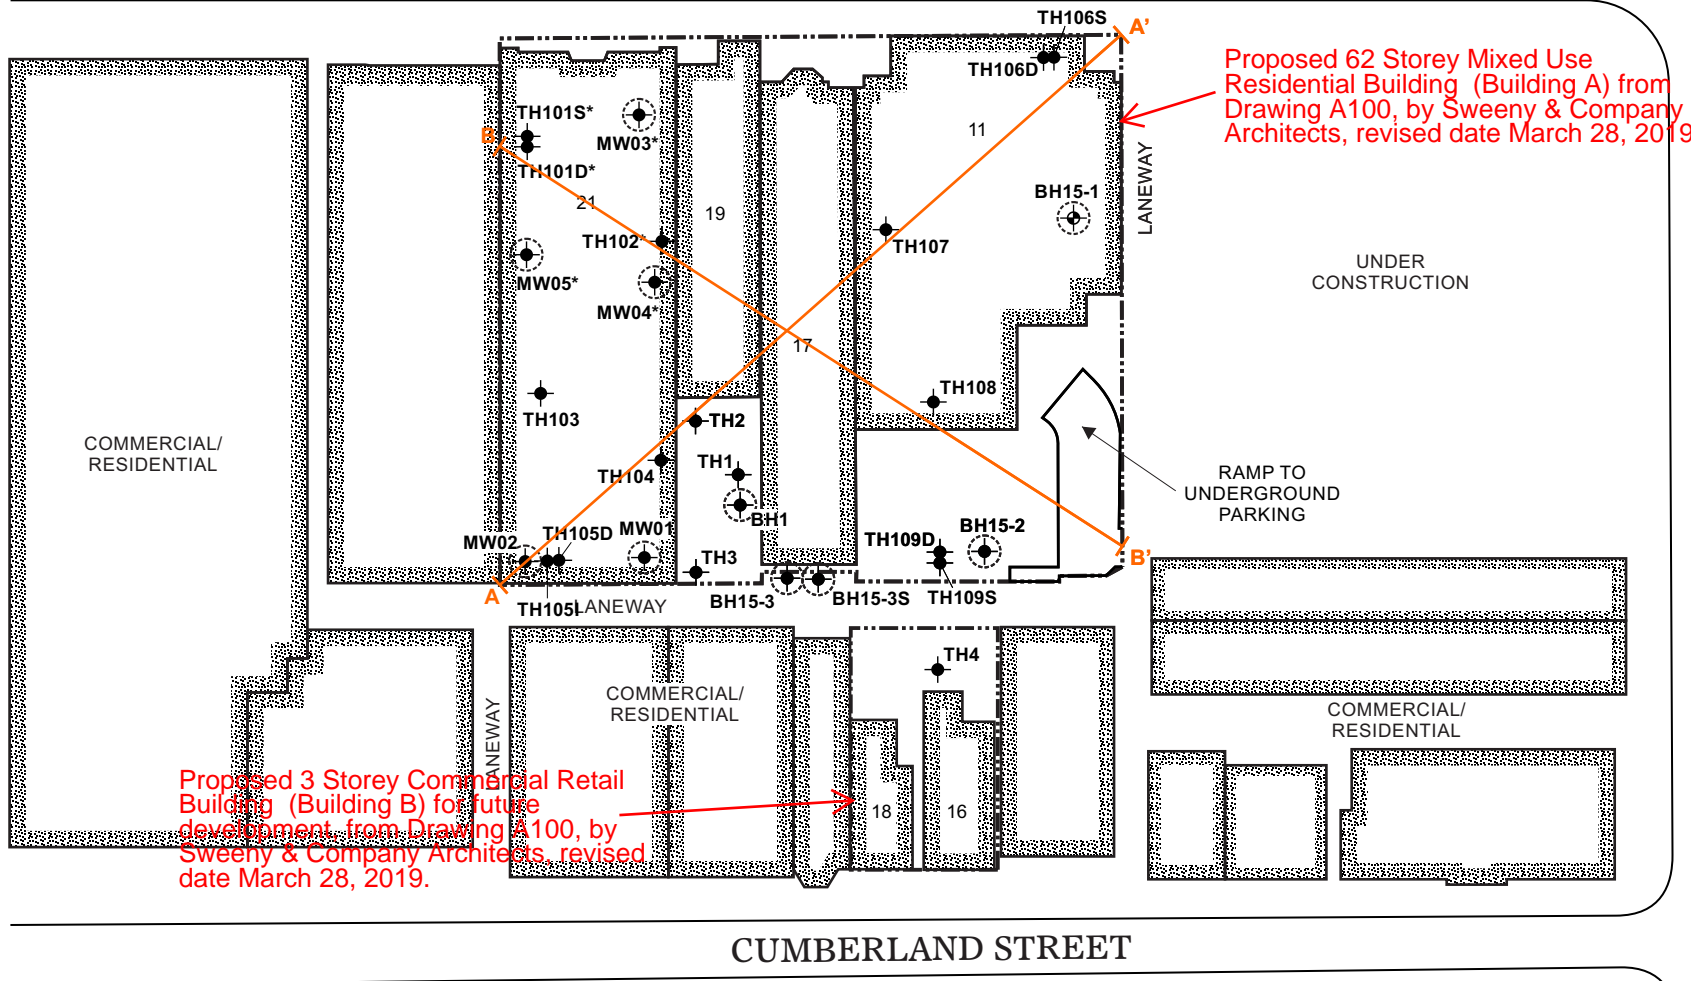 TH106S
A'
TH106D
Proposed 62 Storey Mixed Use
Residential Building (Building A) from
Drawing A100, by Sweeny & Company
Architects, revised date March 28, 2019
TH101S*
MW03*
B
TH101D*
21
19
11
LANEWAY
BH15-1
TH102*
TH107
MW05*
MW04*
UNDER
CONSTRUCTION
17
TH103
TH2
TH108
COMMERCIAL/
RESIDENTIAL
TH104
TH1
RAMP TO
UNDERGROUND
PARKING
BH1
MW02
TH105D
MW01
TH109D
BH15-2
TH3
B'
A
TH105I
LANEWAY
BH15-3
BH15-3S
TH109S
TH4
COMMERCIAL/
RESIDENTIAL
LANEWAY
COMMERCIAL/
RESIDENTIAL
Proposed 3 Storey Commercial Retail
Building (Building B) for future
development, from Drawing A100, by
Sweeny & Company Architects, revised
date March 28, 2019.
18
16
CUMBERLAND STREET